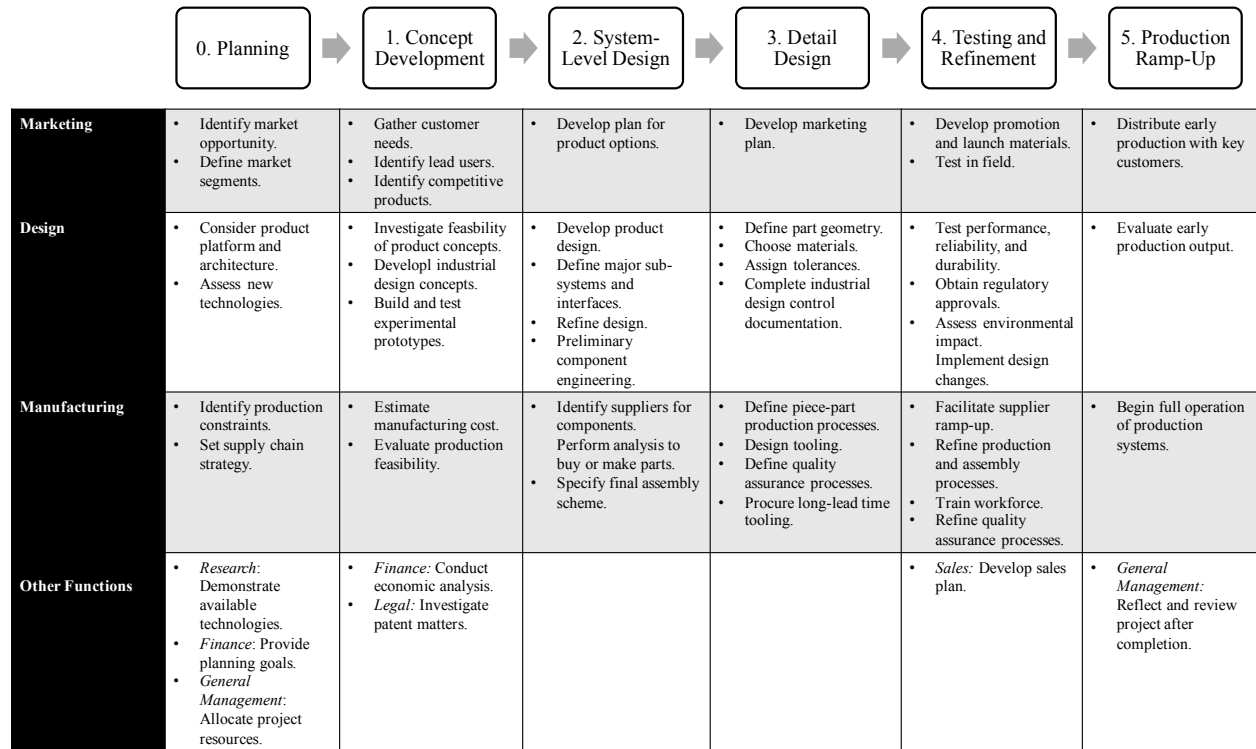 0. Planning
1. Concept
Development
2. System-
Level Design
3. Detail
Design
4. Testing and
Refinement
5. Production
Ramp-Up
Marketing
• Identify market
opportunity.
• Define market
segments.
• Gather customer
needs.
• Identify lead users.
• Identify competitive
products.
• Develop plan for
product options.
• Develop marketing
plan.
• Develop promotion
and launch materials.
• Test in field.
• Distribute early
production with key
customers.
Design
• Consider product
platform and
architecture.
• Assess new
technologies.
• Investigate feasbility
of product concepts.
• Developl industrial
design concepts.
• Build and test
experimental
prototypes.
• Develop product
design.
• Define major sub-
systems and
interfaces.
• Refine design.
• Preliminary
component
engineering.
• Define part geometry.
• Choose materials.
• Assign tolerances.
• Complete industrial
design control
documentation.
• Test performance,
reliability, and
durability.
• Obtain regulatory
approvals.
• Assess environmental
impact.
Implement design
changes.
• Evaluate early
production output.
Manufacturing
• Identify production
constraints.
• Set supply chain
strategy.
• Estimate
manufacturing cost.
• Evaluate production
feasibility.
• Identify suppliers for
components.
Perform analysis to
buy or make parts.
• Specify final assembly
scheme.
• Define piece-part
production processes.
• Design tooling.
• Define quality
assurance processes.
• Procure long-lead time
tooling.
• Facilitate supplier
ramp-up.
• Refine production
and assembly
processes.
• Train workforce.
• Refine quality
assurance processes.
• Begin full operation
of production
systems.
Other Functions
• Research:
Demonstrate
available
technologies.
• Finance: Provide
planning goals.
• General
Management:
Allocate project
resources.
• Finance: Conduct
economic analysis.
• Legal: Investigate
patent matters.
• Sales: Develop sales
plan.
• General
Management:
Reflect and review
project after
completion.